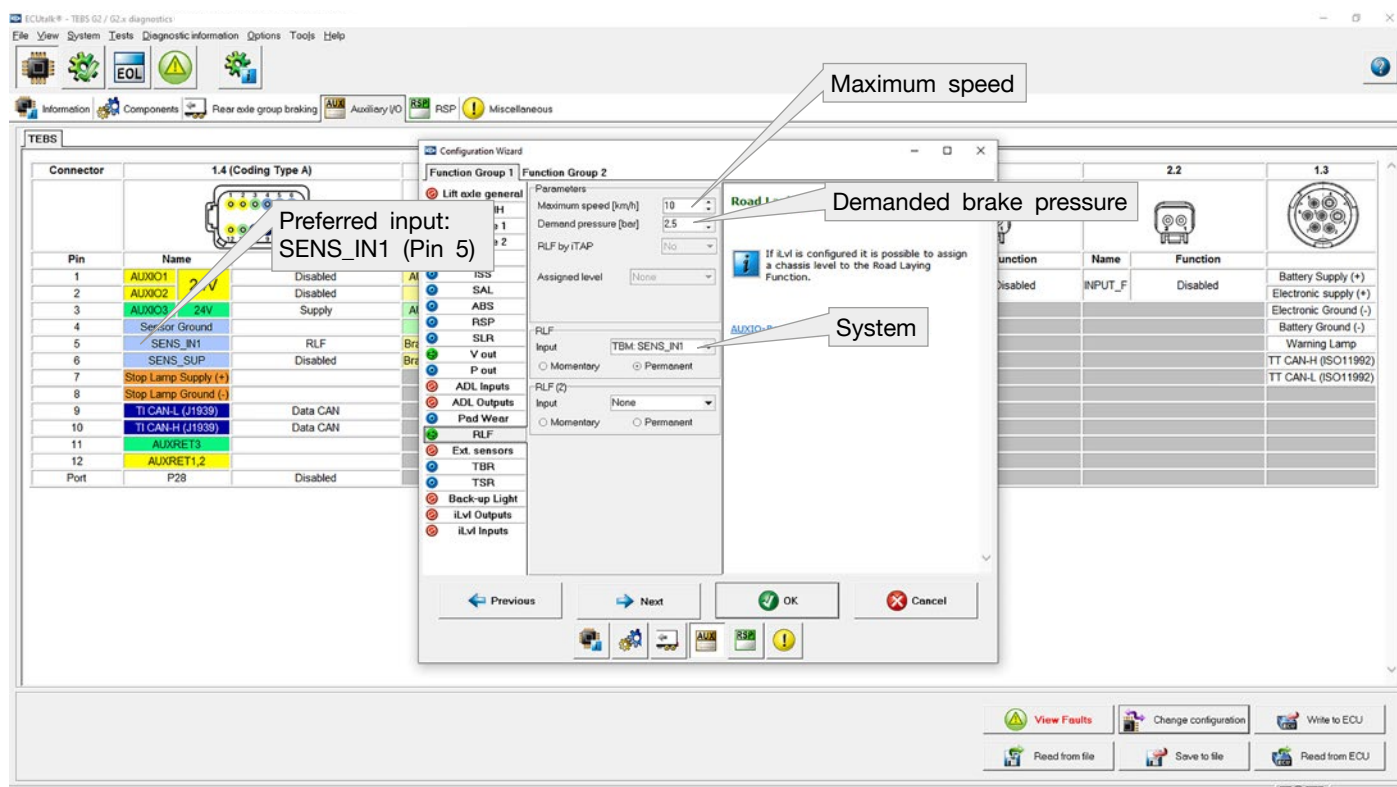 ECUtalk® - TEBS G2 / G2.x diagnostics
File View System Tests Diagnostic information Options Tools Help
EOL
Maximum speed
Information Components Rear axle group braking AUX Auxiliary I/O RSP RSP Miscellaneous
TEBS
Configuration Wizard
Connector 1.4 (Coding Type A) 2.2 1.3
Function Group 1 Function Group 2
Lift axle general
Parameters
Maximum speed [km/h] 10
Demand pressure [bar] 2.5
RLF by iTAP No
Assigned level None
Demanded brake pressure
Preferred input:
SENS_IN1 (Pin 5)
If iLvl is configured it is possible to assign
a chassis level to the Road Laying
Function.
System
Pin Name Name Function
1 AUXIO1 24V Disabled
2 AUXIO2 Disabled
3 AUXIO3 24V Supply
4 Sensor Ground
5 SENS_IN1 RLF
6 SENS_SUP Disabled
7 Stop Lamp Supply (+)
8 Stop Lamp Ground (-)
9 TI CAN-L (J1939) Data CAN
10 TI CAN-H (J1939) Data CAN
11 AUXRET3
12 AUXRET1,2
Port P28 Disabled
ISS
SAL
ABS
RSP
SLR
V out
P out
ADL Inputs
ADL Outputs
Pad Wear
RLF
Ext. sensors
TBR
TSR
Back-up Light
iLvl Outputs
iLvl Inputs
RLF
Input TBM: SENS_IN1
Momentary Permanent
RLF (2)
Input None
Momentary Permanent
Disabled INPUT_F Disabled
Battery Supply (+)
Electronic supply (+)
Electronic Ground (-)
Battery Ground (-)
Warning Lamp
TT CAN-H (ISO11992)
TT CAN-L (ISO11992)
Previous Next OK Cancel
AUX RSP
View Faults Change configuration Write to ECU
Read from file Save to file Read from ECU